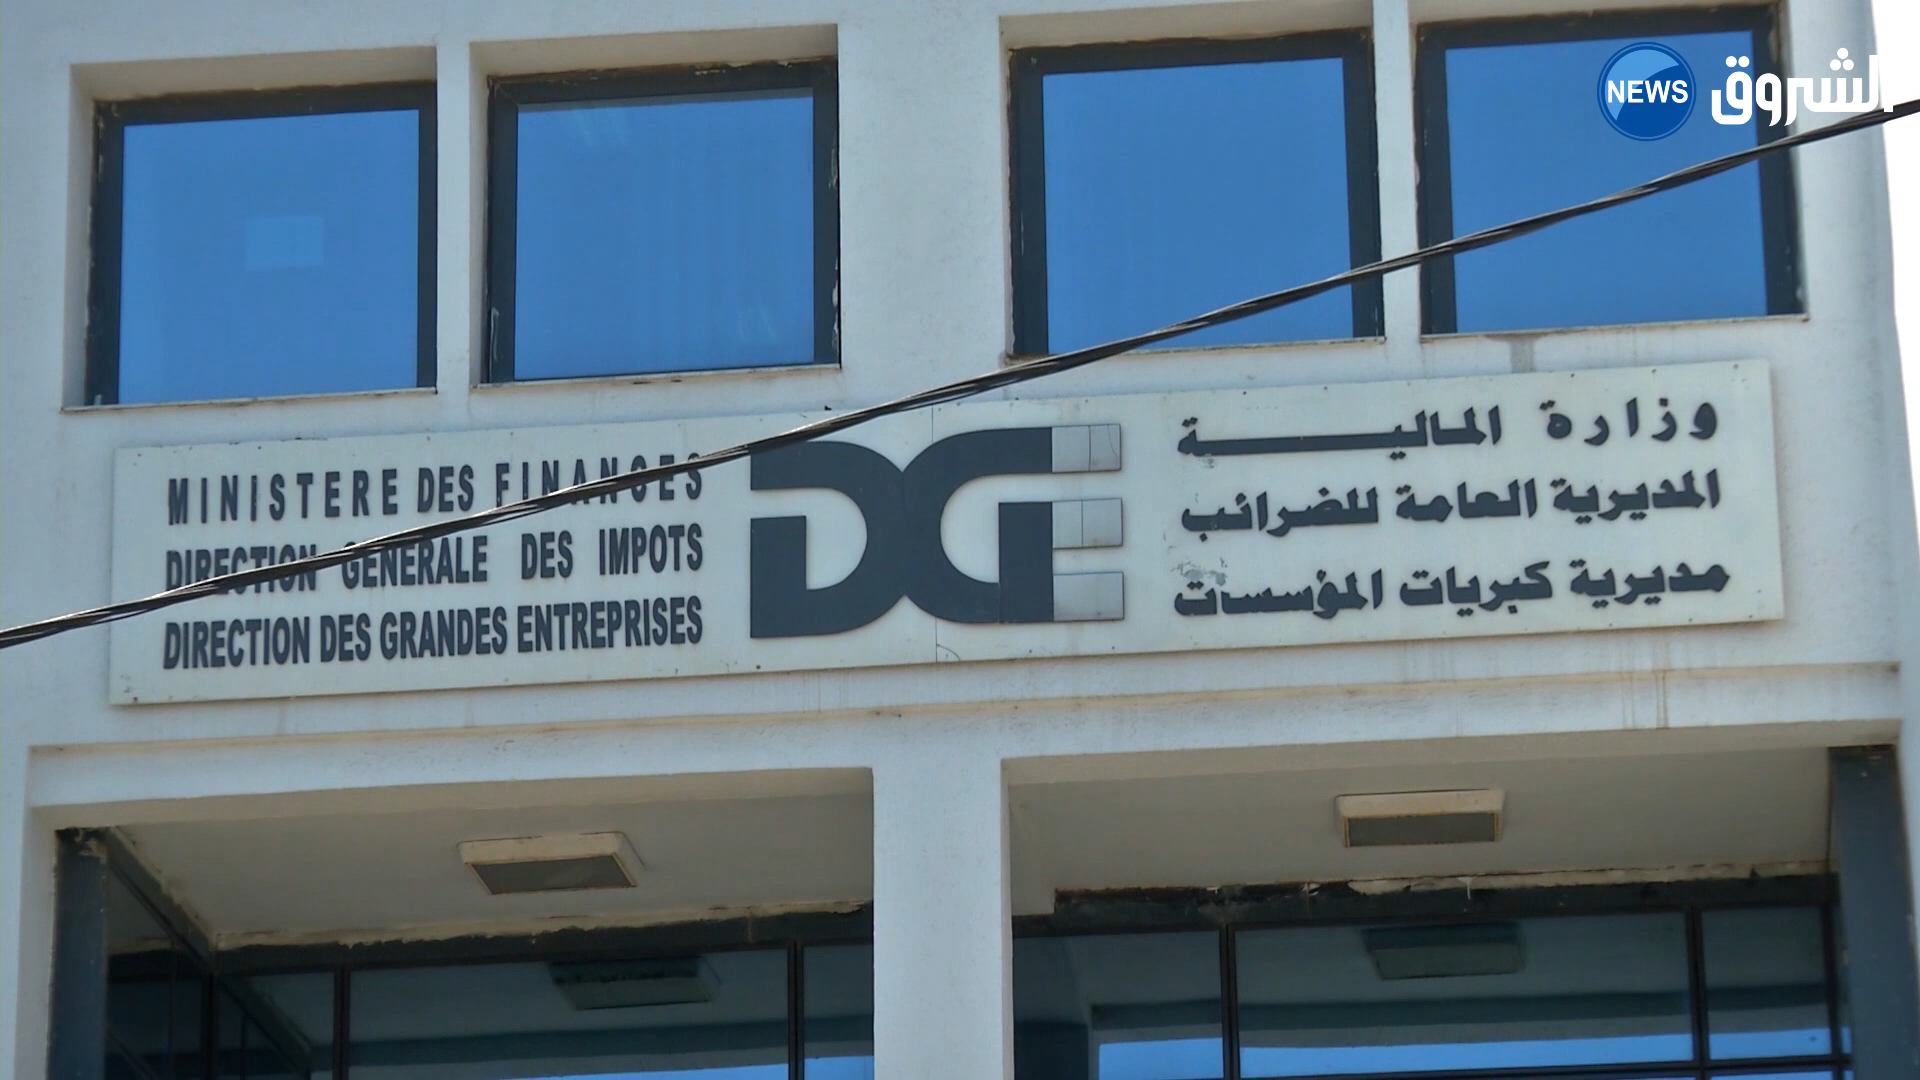 NEWS الشروق
MINISTERE DES FINANCES
DIRECTION GENERALE DES IMPOTS
DIRECTION DES GRANDES ENTREPRISES
DGE
وزارة المالية
المديرية العامة للضرائب
مديرية كبريات المؤسسات